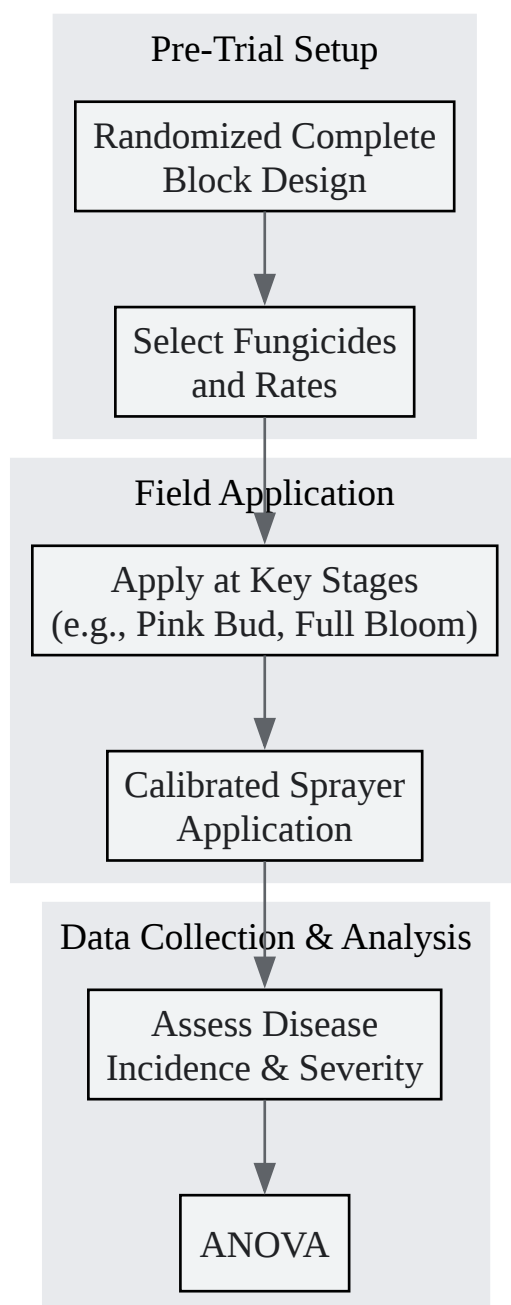 Pre-Trial Setup
Randomized Complete
Block Design
Select Fungicides
and Rates
Field Application
Apply at Key Stages
(e.g., Pink Bud, Full Bloom)
Calibrated Sprayer
Application
Data Collection & Analysis
Assess Disease
Incidence & Severity
ANOVA